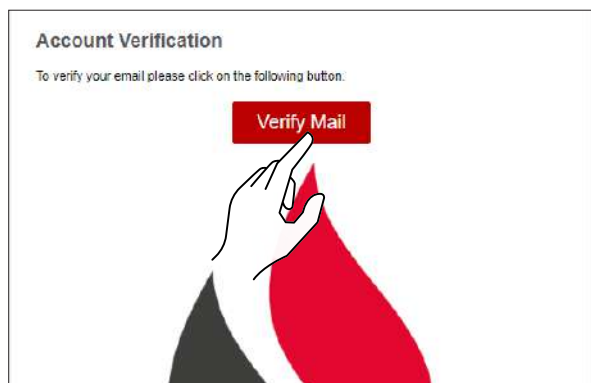 Account Verification
To verify your email please click on the following button.
Verify Mail